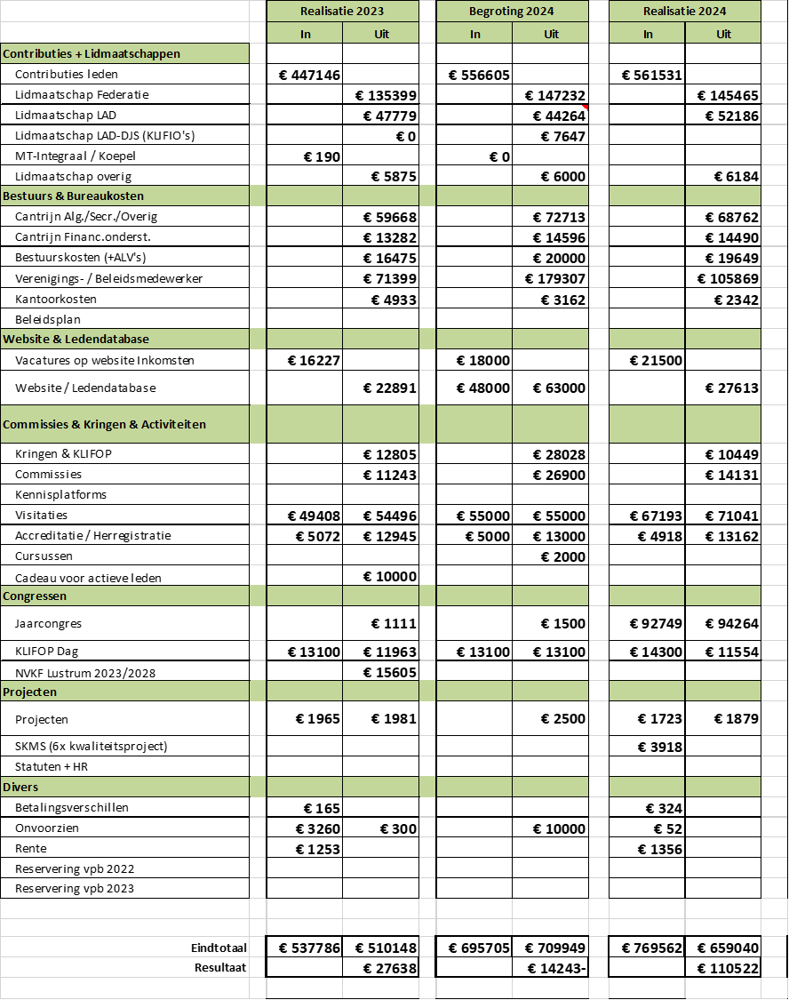 Realisatie 2023 Begroting 2024 Realisatie 2024
In Uit In Uit In Uit
Contributies + Lidmaatschappen
Contributies leden € 447146 € 556605 € 561531
Lidmaatschap Federatie € 135399 € 147232 € 145465
Lidmaatschap LAD € 47779 € 44264 € 52186
Lidmaatschap LAD-DJS (KLIFIO's) € 0 € 7647
MT-Integraal / Koepel € 190 € 0
Lidmaatschap overig € 5875 € 6000 € 6184
Bestuurs & Bureaukosten
Cantrijn Alg./Secr./Overig € 59668 € 72713 € 68762
Cantrijn Financ.onderst. € 13282 € 14596 € 14490
Bestuurskosten (+ALV's) € 16475 € 20000 € 19649
Verenigings- / Beleidsmedewerker € 71399 € 179307 € 105869
Kantoorkosten € 4933 € 3162 € 2342
Beleidsplan
Website & Ledendatabase
Vacatures op website Inkomsten € 16227 € 18000 € 21500
Website / Ledendatabase € 22891 € 48000 € 63000 € 27613
Commissies & Kringen & Activiteiten
Kringen & KLIFOP € 12805 € 28028 € 10449
Commissies € 11243 € 26900 € 14131
Kennisplatforms
Visitaties € 49408 € 54496 € 55000 € 55000 € 67193 € 71041
Accreditatie / Herregistratie € 5072 € 12945 € 5000 € 13000 € 4918 € 13162
Cursussen € 2000
Cadeau voor actieve leden € 10000
Congressen
Jaarcongres € 1111 € 1500 € 92749 € 94264
KLIFOP Dag € 13100 € 11963 € 13100 € 13100 € 14300 € 11554
NVKF Lustrum 2023/2028 € 15605
Projecten
Projecten € 1965 € 1981 € 2500 € 1723 € 1879
SKMS (6x kwaliteitsproject) € 3918
Statuten + HR
Divers
Betalingsverschillen € 165 € 324
Onvoorzien € 3260 € 300 € 10000 € 52
Rente € 1253 € 1356
Reservering vpb 2022
Reservering vpb 2023
Eindtotaal € 537786 € 510148 € 695705 € 709949 € 769562 € 659040
Resultaat € 27638 € 14243- € 110522